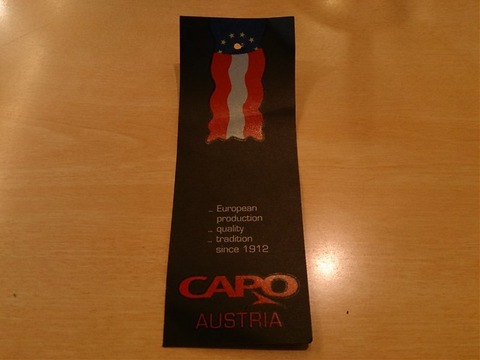 _ European
production
_ quality
_ tradition
since 1912
CAPO
AUSTRIA